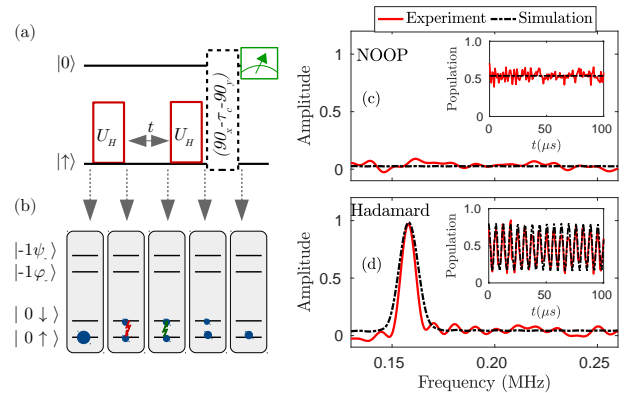 (a)
|0⟩
U_H
t
U_H
(90_x-τ_c-90_y)
|↑⟩
(b)
|-1ψ_-⟩
|-1φ_-⟩
| 0 ↓⟩
| 0 ↑⟩
Experiment Simulation
NOOP
(c)
Amplitude
1
0.5
0
Population
1.0
0.5
0
0 50 100
t(μs)
Hadamard
(d)
Amplitude
1
0.5
0
Population
1.0
0.5
0
0 50 100
t(μs)
0.15 0.20 0.25
Frequency (MHz)